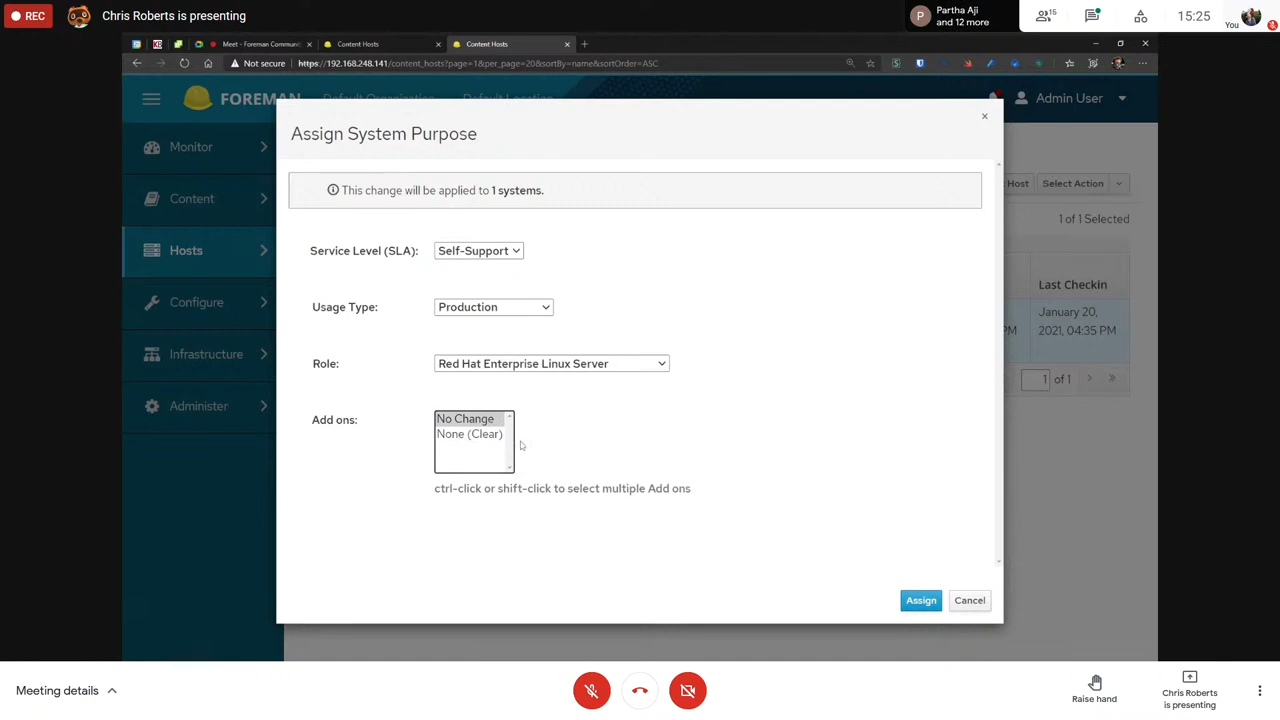 REC
Chris Roberts is presenting
P
Partha Aji
and 12 more
15
15:25
You
Meet - Foreman Communi
Content Hosts
Content Hosts
Not secure
https://192.168.248.141/content_hosts?page=1&per_page=20&sortBy=name&sortOrder=ASC
FOREMAN
Default Organization
Default Location
Admin User
Monitor
Content
Hosts
Configure
Infrastructure
Administer
Assign System Purpose
×
This change will be applied to 1 systems.
Service Level (SLA):
Self-Support
Usage Type:
Production
Role:
Red Hat Enterprise Linux Server
Add ons:
No Change
None (Clear)
ctrl-click or shift-click to select multiple Add ons
Assign
Cancel
Host
Select Action
1 of 1 Selected
Last Checkin
January 20,
PM
2021, 04:35 PM
1 of 1
Meeting details
Raise hand
Chris Roberts
is presenting